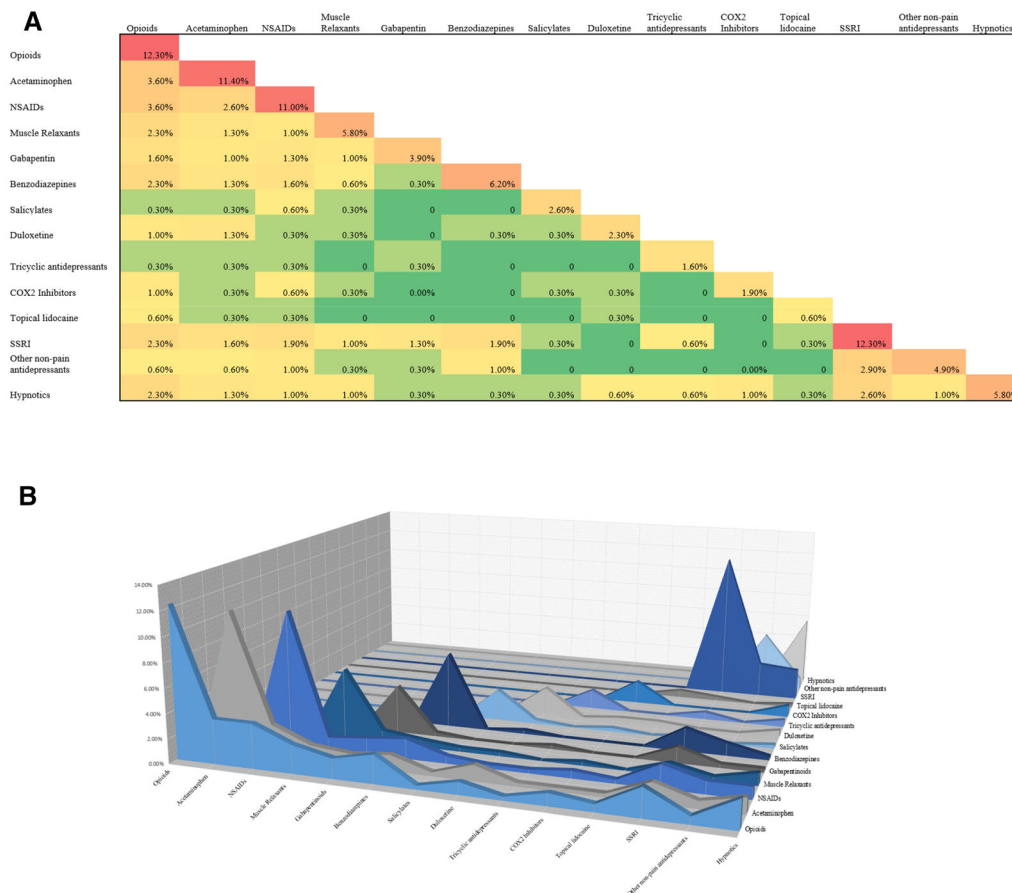 A
Opioids Acetaminophen NSAIDs Muscle Relaxants Gabapentin Benzodiazepines Salicylates Duloxetine Tricyclic antidepressants COX2 Inhibitors Topical lidocaine SSRI Other non-pain antidepressants Hypnotics
Opioids 12.30%
Acetaminophen 3.60% 11.40%
NSAIDs 3.60% 2.60% 11.00%
Muscle Relaxants 2.30% 1.30% 1.00% 5.80%
Gabapentin 1.60% 1.00% 1.30% 1.00% 3.90%
Benzodiazepines 2.30% 1.30% 1.60% 0.60% 0.30% 6.20%
Salicylates 0.30% 0.30% 0.60% 0.30% 0 0 2.60%
Duloxetine 1.00% 1.30% 0.30% 0.30% 0 0.30% 0.30% 2.30%
Tricyclic antidepressants 0.30% 0.30% 0.30% 0 0.30% 0 0 0 1.60%
COX2 Inhibitors 1.00% 0.30% 0.60% 0.30% 0.00% 0 0.30% 0.30% 0 1.90%
Topical lidocaine 0.60% 0.30% 0.30% 0 0 0 0 0.30% 0 0 0.60%
SSRI 2.30% 1.60% 1.90% 1.00% 1.30% 1.90% 0.30% 0 0.60% 0 0.30% 12.30%
Other non-pain antidepressants 0.60% 0.60% 1.00% 0.30% 0.30% 1.00% 0 0 0 0.00% 0 2.90% 4.90%
Hypnotics 2.30% 1.30% 1.00% 1.00% 0.30% 0.30% 0.30% 0.60% 0.60% 1.00% 0.30% 2.60% 1.00% 5.80%
B
14.00%
12.00%
10.00%
8.00%
6.00%
4.00%
2.00%
0.00%
Opioids
Acetaminophen
NSAIDs
Muscle Relaxants
Gabapentinoids
Benzodiazepines
Salicylates
Duloxetine
Tricyclic antidepressants
COX2 Inhibitors
Topical lidocaine
SSRI
Other non-pain antidepressants
Hypnotics
Hypnotics
Other non-pain antidepressants
SSRI
Topical lidocaine
COX2 Inhibitors
Tricyclic antidepressants
Duloxetine
Salicylates
Benzodiazepines
Gabapentinoids
Muscle Relaxants
NSAIDs
Acetaminophen
Opioids